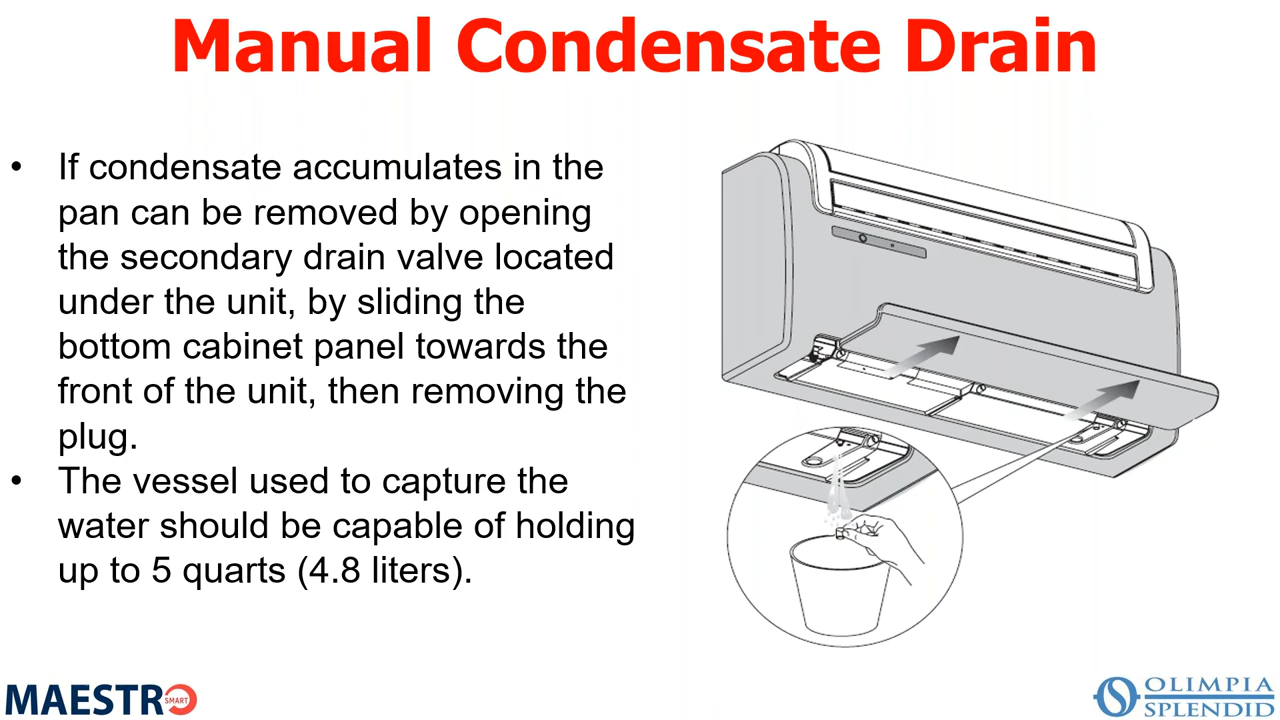 Manual Condensate Drain
• If condensate accumulates in the
pan can be removed by opening
the secondary drain valve located
under the unit, by sliding the
bottom cabinet panel towards the
front of the unit, then removing the
plug.
• The vessel used to capture the
water should be capable of holding
up to 5 quarts (4.8 liters).
MAESTRO SMART
OLIMPIA
SPLENDID